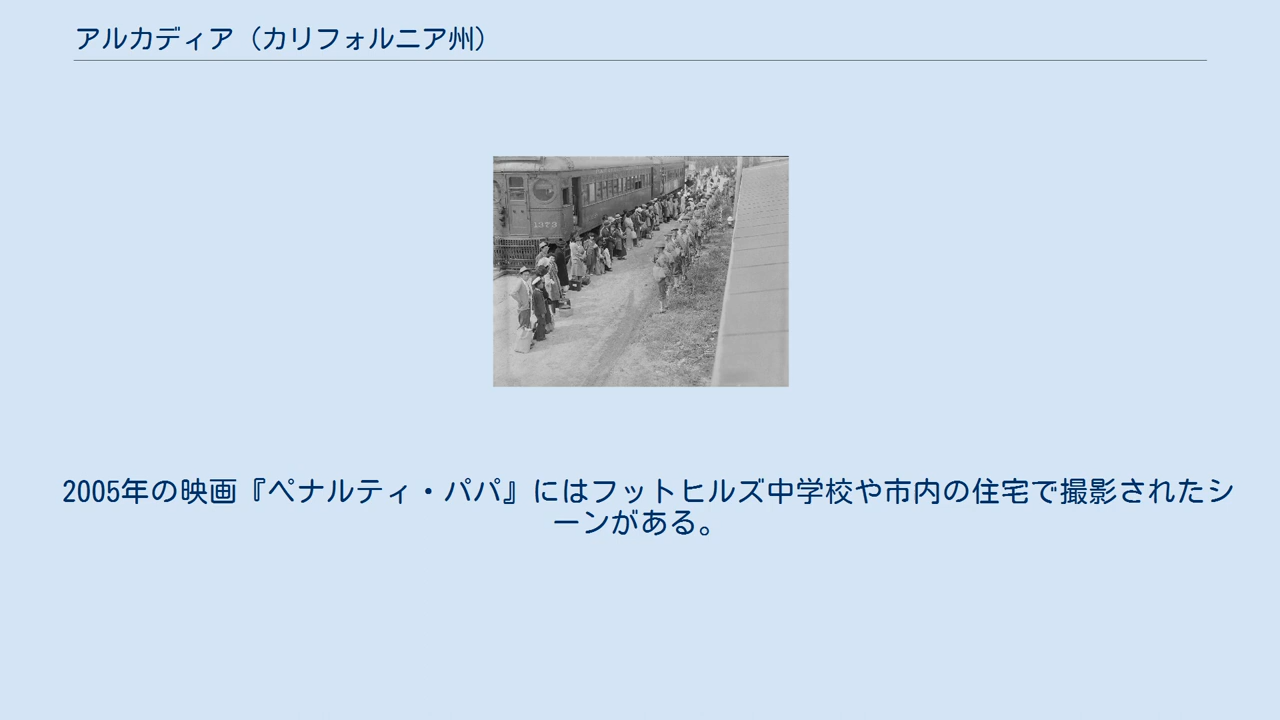 アルカディア（カリフォルニア州）
1373
2005年の映画『ペナルティ・パパ』にはフットヒルズ中学校や市内の住宅で撮影されたシ
ーンがある。